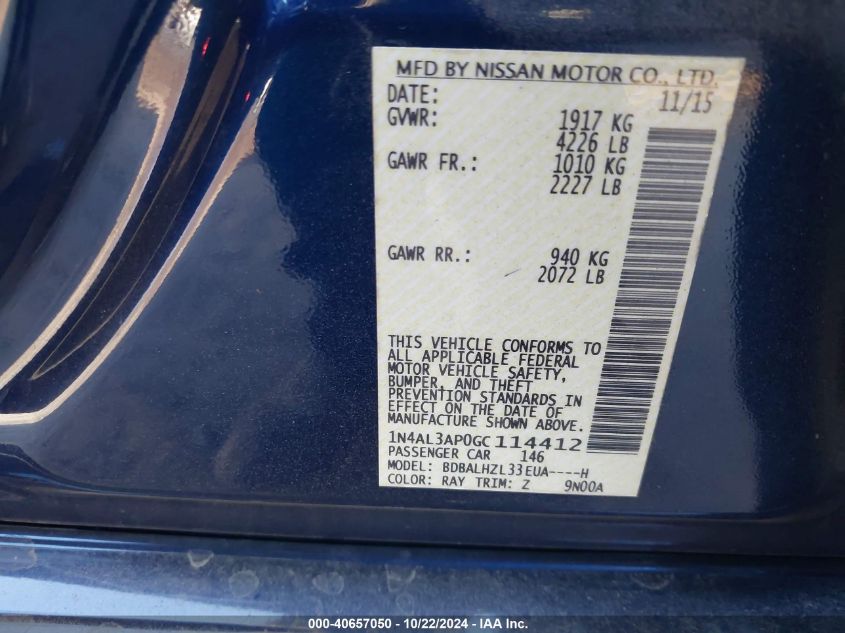 MFD BY NISSAN MOTOR CO., LTD.
DATE: 11/15
GVWR: 1917 KG
4226 LB
GAWR FR.: 1010 KG
2227 LB
GAWR RR.: 940 KG
2072 LB
THIS VEHICLE CONFORMS TO
ALL APPLICABLE FEDERAL
MOTOR VEHICLE SAFETY,
BUMPER, AND THEFT
PREVENTION STANDARDS IN
EFFECT ON THE DATE OF
MANUFACTURE SHOWN ABOVE.
1N4AL3AP0GC114412
PASSENGER CAR 146
MODEL: BDBALHZL33EUA----H
COLOR: RAY TRIM: Z 9N00A
000-40657050 - 10/22/2024 - IAA Inc.